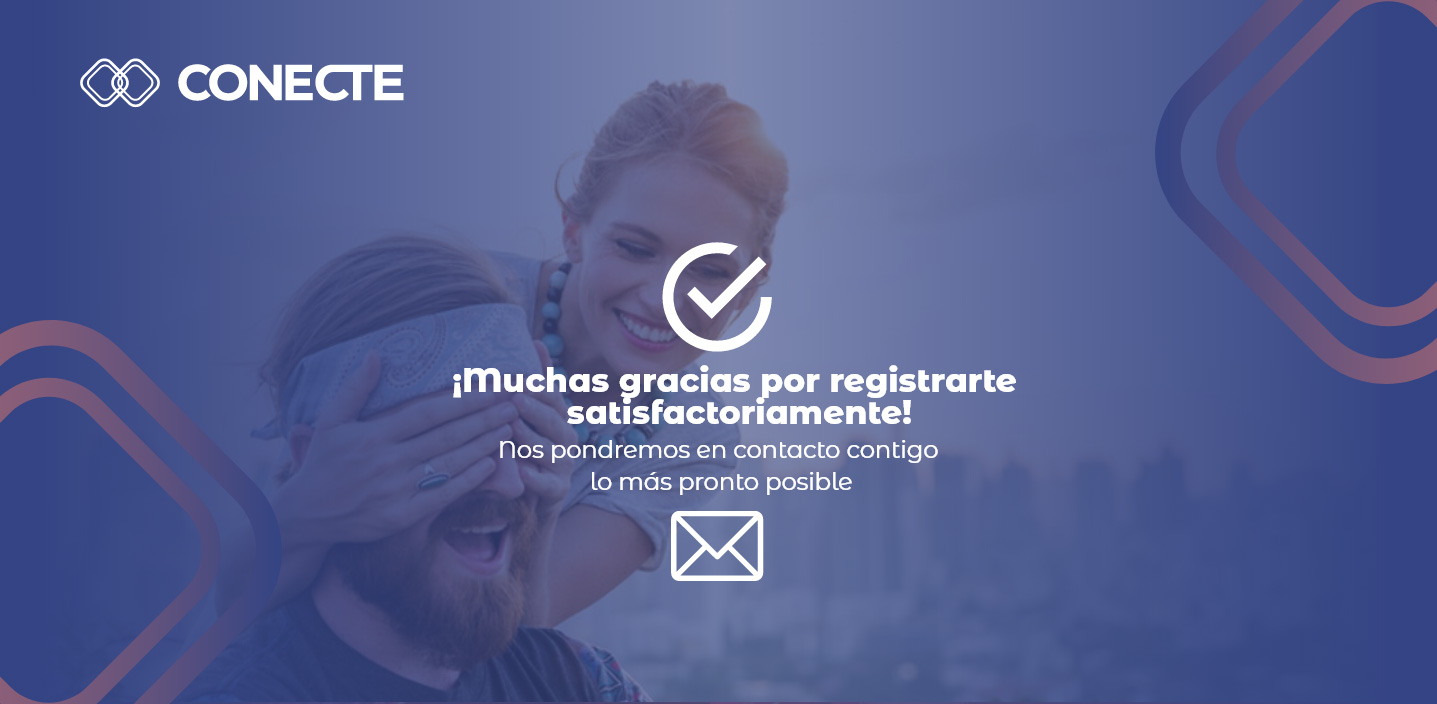 CONECTE
¡Muchas gracias por registrarte
satisfactoriamente!
Nos pondremos en contacto contigo
lo más pronto posible